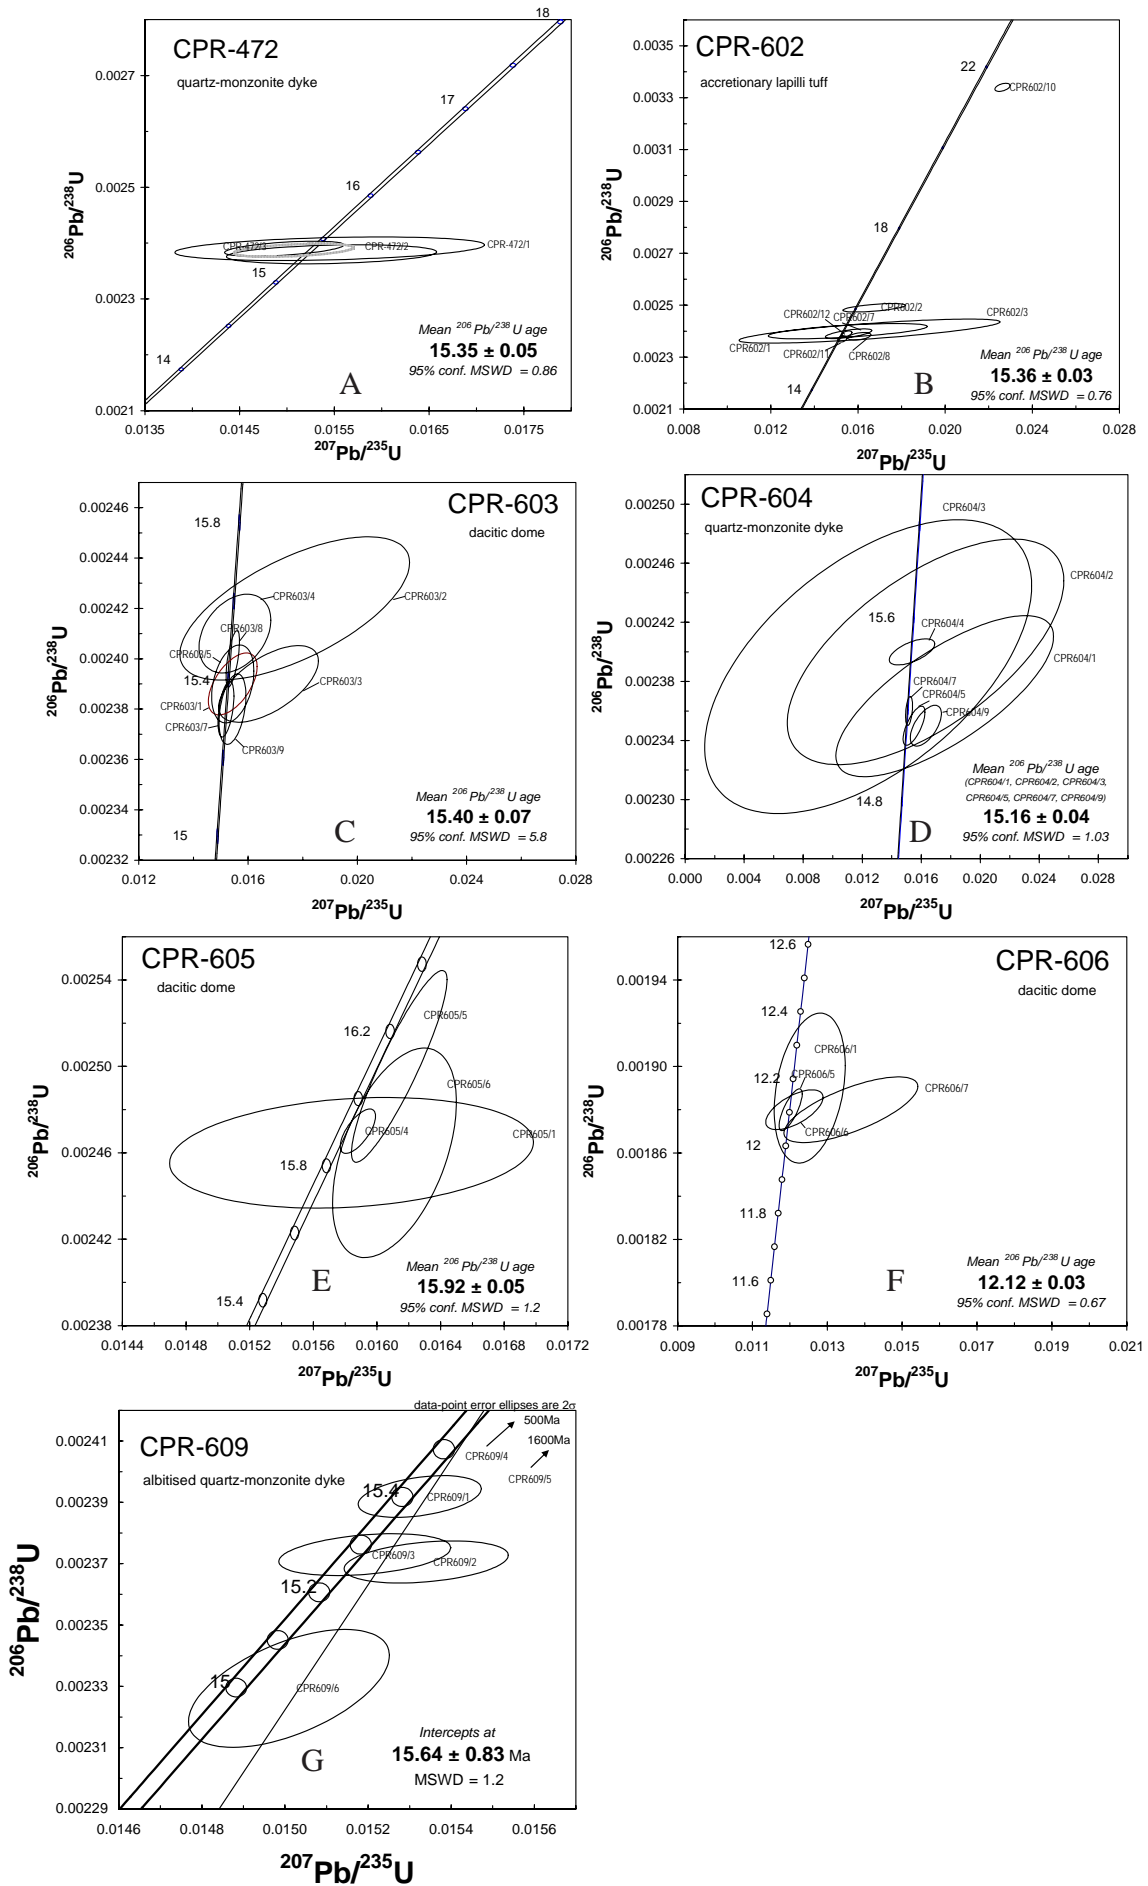 CPR-472
quartz-monzonite dyke
18
17
16
15
14
CPR-472/3
CPR-472/2
CPR-472/1
Mean 206 Pb/238 U age
15.35 ± 0.05
95% conf. MSWD = 0.86
A
0.0027
0.0025
0.0023
0.0021
206Pb/238U
0.0135
0.0145
0.0155
0.0165
0.0175
207Pb/235U
CPR-602
accretionary lapilli tuff
22
18
14
CPR602/10
CPR602/2
CPR602/12
CPR602/7
CPR602/3
CPR602/1
CPR602/11
CPR602/8
Mean 206 Pb/238 U age
15.36 ± 0.03
95% conf. MSWD = 0.76
B
0.0035
0.0033
0.0031
0.0029
0.0027
0.0025
0.0023
0.0021
206Pb/238U
0.008
0.012
0.016
0.020
0.024
0.028
207Pb/235U
CPR-603
dacitic dome
15.8
15.4
15
CPR603/4
CPR603/2
CPR603/8
CPR603/5
CPR603/3
CPR603/1
CPR603/7
CPR603/9
Mean 206 Pb/238 U age
15.40 ± 0.07
95% conf. MSWD = 5.8
C
0.00246
0.00244
0.00242
0.00240
0.00238
0.00236
0.00234
0.00232
206Pb/238U
0.012
0.016
0.020
0.024
0.028
207Pb/235U
CPR-604
quartz-monzonite dyke
15.6
14.8
CPR604/3
CPR604/2
CPR604/4
CPR604/1
CPR604/7
CPR604/5
CPR604/9
Mean 206 Pb/238 U age
(CPR604/1, CPR604/2, CPR604/3,
CPR604/5, CPR604/7, CPR604/9)
15.16 ± 0.04
95% conf. MSWD = 1.03
D
0.00250
0.00246
0.00242
0.00238
0.00234
0.00230
0.00226
206Pb/238U
0.000
0.004
0.008
0.012
0.016
0.020
0.024
0.028
207Pb/235U
CPR-605
dacitic dome
16.2
15.8
15.4
CPR605/5
CPR605/6
CPR605/4
CPR605/1
Mean 206 Pb/238 U age
15.92 ± 0.05
95% conf. MSWD = 1.2
E
0.00254
0.00250
0.00246
0.00242
0.00238
206Pb/238U
0.0144
0.0148
0.0152
0.0156
0.0160
0.0164
0.0168
0.0172
207Pb/235U
CPR-606
dacitic dome
12.6
12.4
12.2
12
11.8
11.6
CPR606/1
CPR606/5
CPR606/7
CPR606/6
Mean 206 Pb/238 U age
12.12 ± 0.03
95% conf. MSWD = 0.67
F
0.00194
0.00190
0.00186
0.00182
0.00178
206Pb/238U
0.009
0.011
0.013
0.015
0.017
0.019
0.021
207Pb/235U
data-point error ellipses are 2σ
CPR-609
albitised quartz-monzonite dyke
500Ma
1600Ma
CPR609/4
CPR609/5
15.4
15.2
15
CPR609/1
CPR609/3
CPR609/2
CPR609/6
Intercepts at
15.64 ± 0.83 Ma
MSWD = 1.2
G
0.00241
0.00239
0.00237
0.00235
0.00233
0.00231
0.00229
206Pb/238U
0.0146
0.0148
0.0150
0.0152
0.0154
0.0156
207Pb/235U